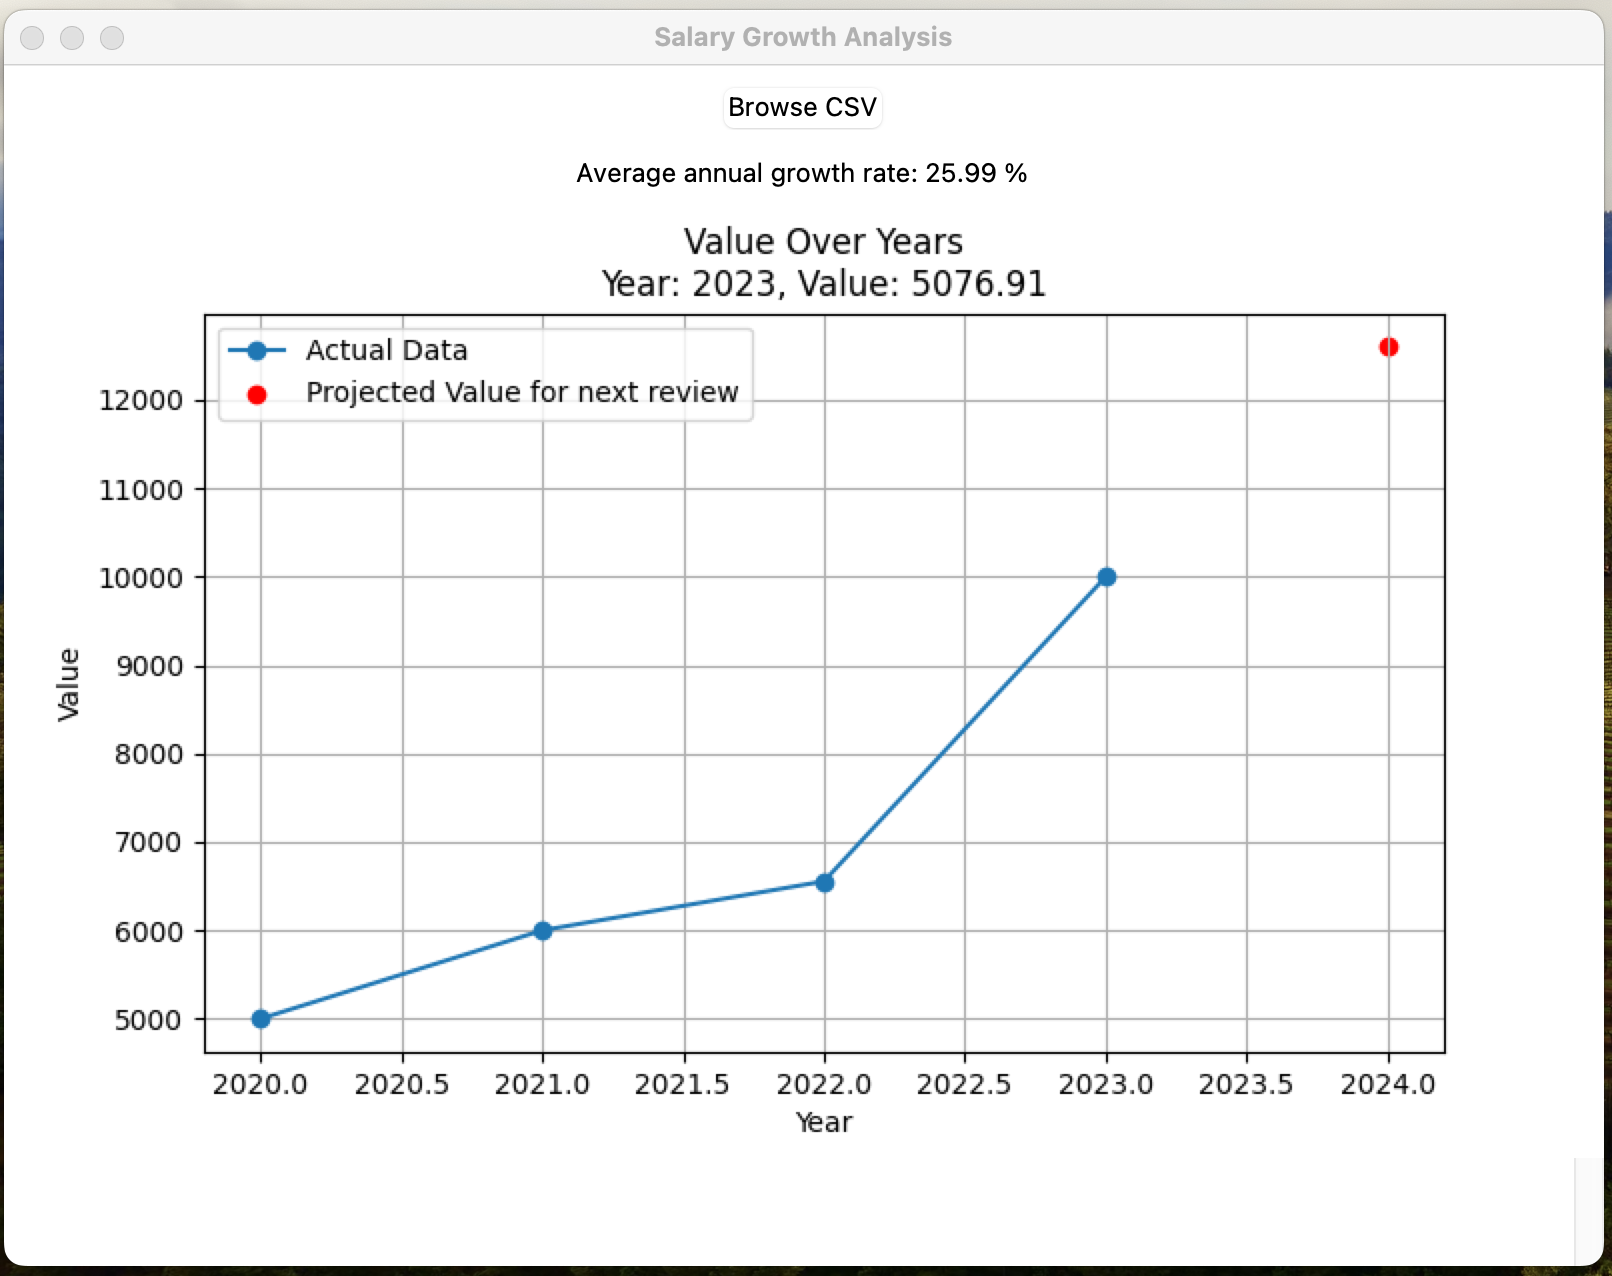 Salary Growth Analysis
Browse CSV
Average annual growth rate: 25.99 %
Value Over Years
Year: 2023, Value: 5076.91
Actual Data
Projected Value for next review
12000
11000
10000
9000
8000
7000
6000
5000
Value
2020.0 2020.5 2021.0 2021.5 2022.0 2022.5 2023.0 2023.5 2024.0
Year